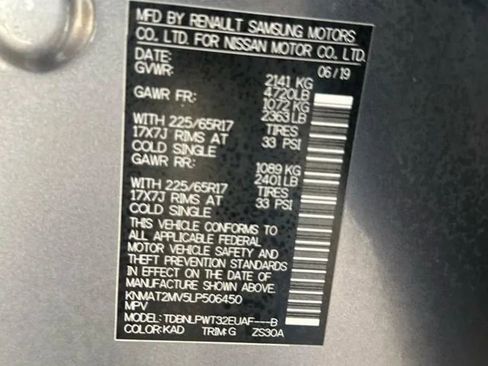 MFD BY RENAULT SAMSUNG MOTORS
CO. LTD. FOR NISSAN MOTOR CO., LTD.
DATE: 06/19
GVWR: 2141 KG
4720LB
GAWR FR: 1072 KG
2363 LB
WITH 225/65R17 TIRES
17X7J RIMS AT 33 PSI
COLD SINGLE
GAWR RR: 1089 KG
2401 LB
WITH 225/65R17 TIRES
17X7J RIMS AT 33 PSI
COLD SINGLE
THIS VEHICLE CONFORMS TO
ALL APPLICABLE FEDERAL
MOTOR VEHICLE SAFETY AND
THEFT PREVENTION STANDARDS
IN EFFECT ON THE DATE OF
MANUFACTURE SHOWN ABOVE.
KNMAT2MV5LP506450
MPV
MODEL: TDBNLPWT32EUAF---B
COLOR: KAD TRIM: G ZS30A